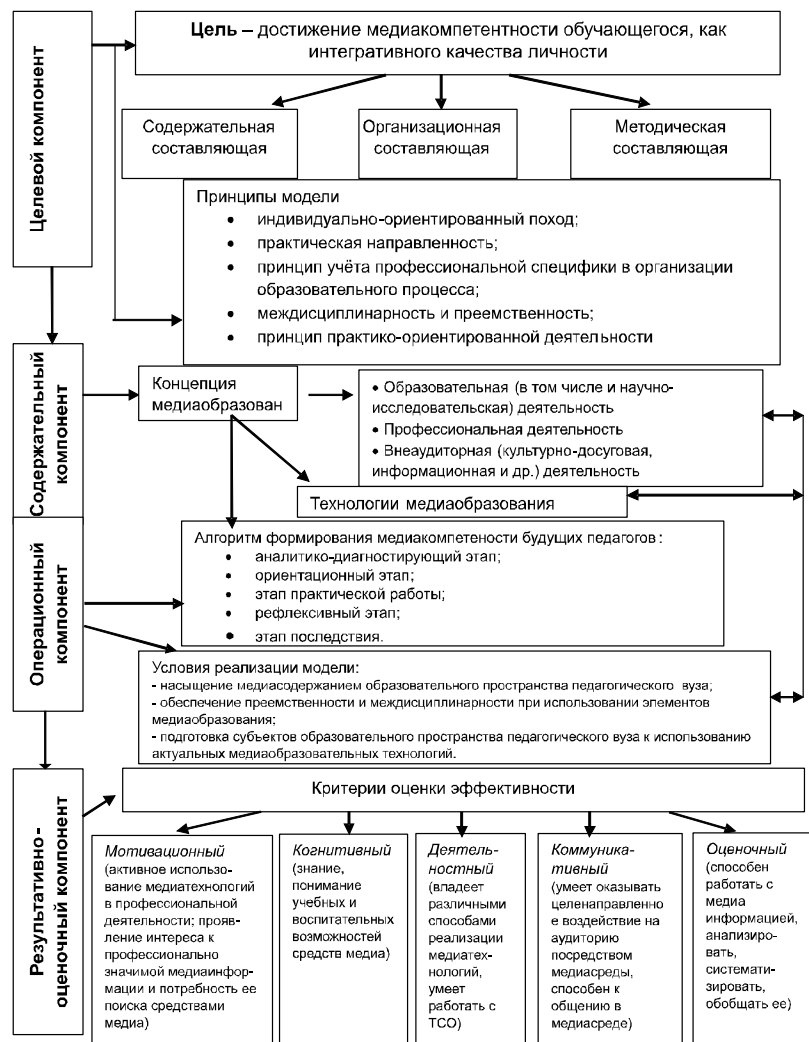 Целевой компонент
Цель – достижение медиакомпетентности обучающегося, как
интегративного качества личности
Содержательная
составляющая
Организационная
составляющая
Методическая
составляющая
Принципы модели
• индивидуально-ориентированный поход;
• практическая направленность;
• принцип учёта профессиональной специфики в организации
образовательного процесса;
• междисциплинарность и преемственность;
• принцип практико-ориентированной деятельности
Содержательный
компонент
Концепция
медиаобразован
• Образовательная (в том числе и научно-
исследовательская) деятельность
• Профессиональная деятельность
• Внеаудиторная (культурно-досуговая,
информационная и др.) деятельность
Технологии медиаобразования
Операционный
компонент
Алгоритм формирования медиакомпетености будущих педагогов :
• аналитико-диагностирующий этап;
• ориентационный этап;
• этап практической работы;
• рефлексивный этап;
• этап последствия.
Условия реализации модели:
- насыщение медиасодержанием образовательного пространства педагогического вуза;
- обеспечение преемственности и междисциплинарности при использовании элементов
медиаобразования;
- подготовка субъектов образовательного пространства педагогического вуза к использованию
актуальных медиаобразовательных технологий.
Результативно-
оценочный компонент
Критерии оценки эффективности
Мотивационный
(активное использо-
вание медиатехнологий
в профессиональной
деятельности; прояв-
ление интереса к
профессионально
значимой медиаинфор-
мации и потребность ее
поиска средствами
медиа)
Когнитивный
(знание,
понимание
учебных и
воспитательных
возможностей
средств медиа)
Деятель-
ностный
(владеет
различными
способами
реализации
медиатех-
нологий,
умеет
работать с
ТСО)
Коммуника-
тивный
(умеет оказывать
целенаправленно
е воздействие на
аудиторию
посредством
медиасреды,
способен к
общению в
медиасреде)
Оценочный
(способен
работать с
медиа
информацией,
анализиро-
вать,
системати-
зировать,
обобщать ее)